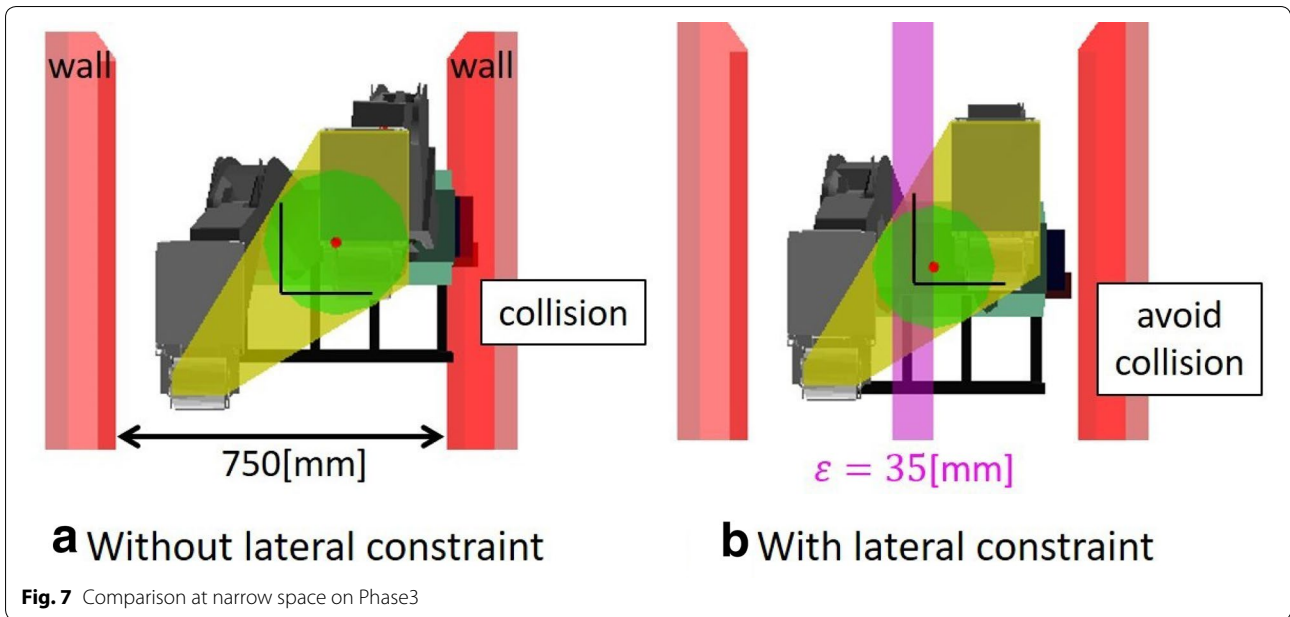 wall
wall
collision
750[mm]
a Without lateral constraint
avoid
collision
ε = 35[mm]
b With lateral constraint
Fig. 7 Comparison at narrow space on Phase3